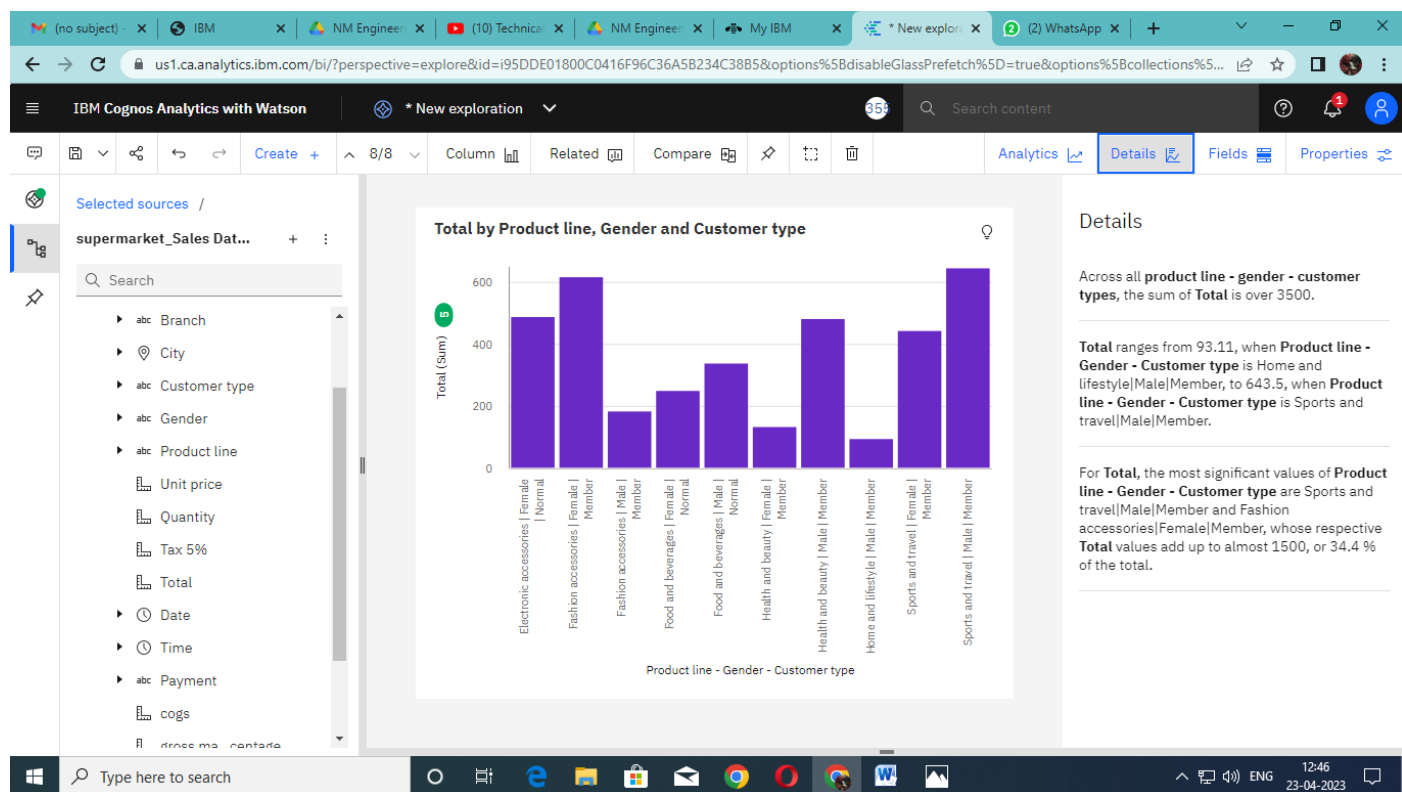 (no subject) -
IBM
NM Engineer
(10) Technical
NM Engineer
My IBM
* New explora
(2) WhatsApp
us1.ca.analytics.ibm.com/bi/?perspective=explore&id=i95DDE01800C0416F96C36A5B234C38B5&options%5BdisableGlassPrefetch%5D=true&options%5Bcollections%5...
IBM Cognos Analytics with Watson
* New exploration
355
Search content
1
Create +
8/8
Column
Related
Compare
Analytics
Details
Fields
Properties
Selected sources /
supermarket_Sales Dat...
Search
abc Branch
City
abc Customer type
abc Gender
abc Product line
Unit price
Quantity
Tax 5%
Total
Date
Time
abc Payment
cogs
gross ma...centage
Total by Product line, Gender and Customer type
5
Total (Sum)
600
400
200
0
Electronic accessories | Female
| Normal
Fashion accessories | Female |
Member
Fashion accessories | Male |
Member
Food and beverages | Female |
Normal
Food and beverages | Male |
Normal
Health and beauty | Female |
Member
Health and beauty | Male | Member
Home and lifestyle | Male | Member
Sports and travel | Female |
Member
Sports and travel | Male | Member
Product line - Gender - Customer type
Details
Across all product line - gender - customer
types, the sum of Total is over 3500.
Total ranges from 93.11, when Product line -
Gender - Customer type is Home and
lifestyle|Male|Member, to 643.5, when Product
line - Gender - Customer type is Sports and
travel|Male|Member.
For Total, the most significant values of Product
line - Gender - Customer type are Sports and
travel|Male|Member and Fashion
accessories|Female|Member, whose respective
Total values add up to almost 1500, or 34.4 %
of the total.
Type here to search
ENG
12:46
23-04-2023